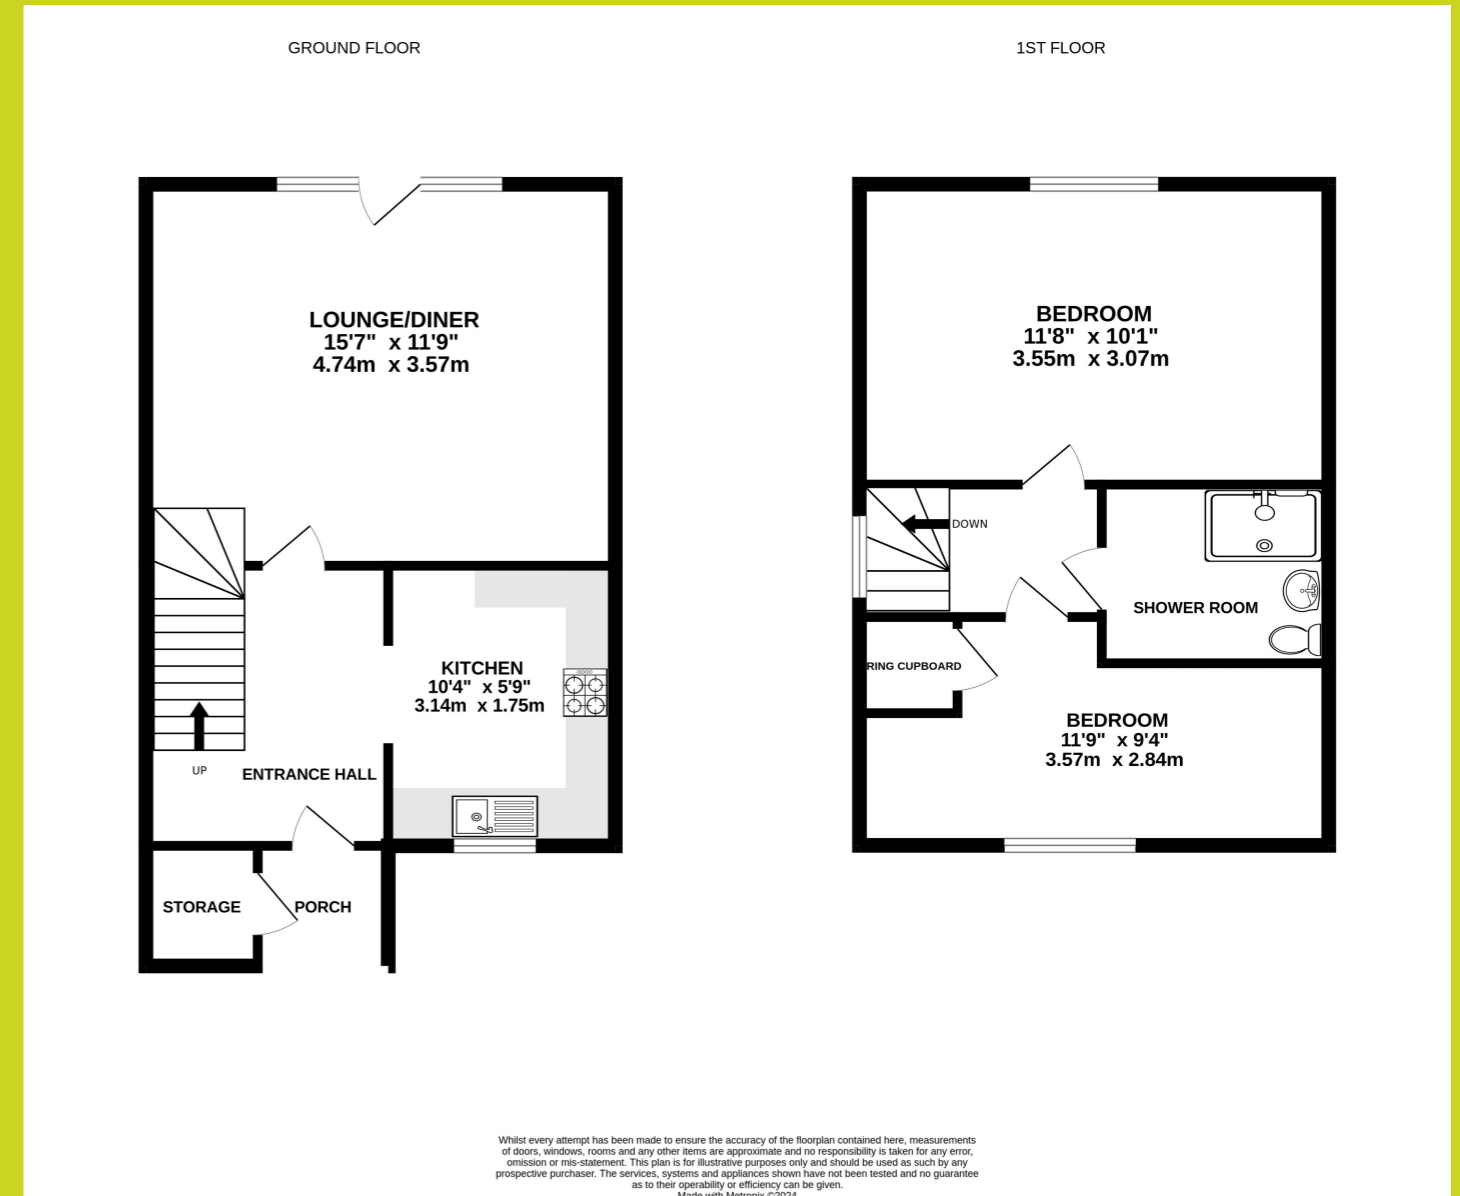 GROUND FLOOR
1ST FLOOR
LOUNGE/DINER
15'7" x 11'9"
4.74m x 3.57m
UP
ENTRANCE HALL
KITCHEN
10'4" x 5'9"
3.14m x 1.75m
STORAGE
PORCH
BEDROOM
11'8" x 10'1"
3.55m x 3.07m
DOWN
SHOWER ROOM
RING CUPBOARD
BEDROOM
11'9" x 9'4"
3.57m x 2.84m
Whilst every attempt has been made to ensure the accuracy of the floorplan contained here, measurements
of doors, windows, rooms and any other items are approximate and no responsibility is taken for any error,
omission or mis-statement. This plan is for illustrative purposes only and should be used as such by any
prospective purchaser. The services, systems and appliances shown have not been tested and no guarantee
as to their operability or efficiency can be given.
Made with Metropix ©2024